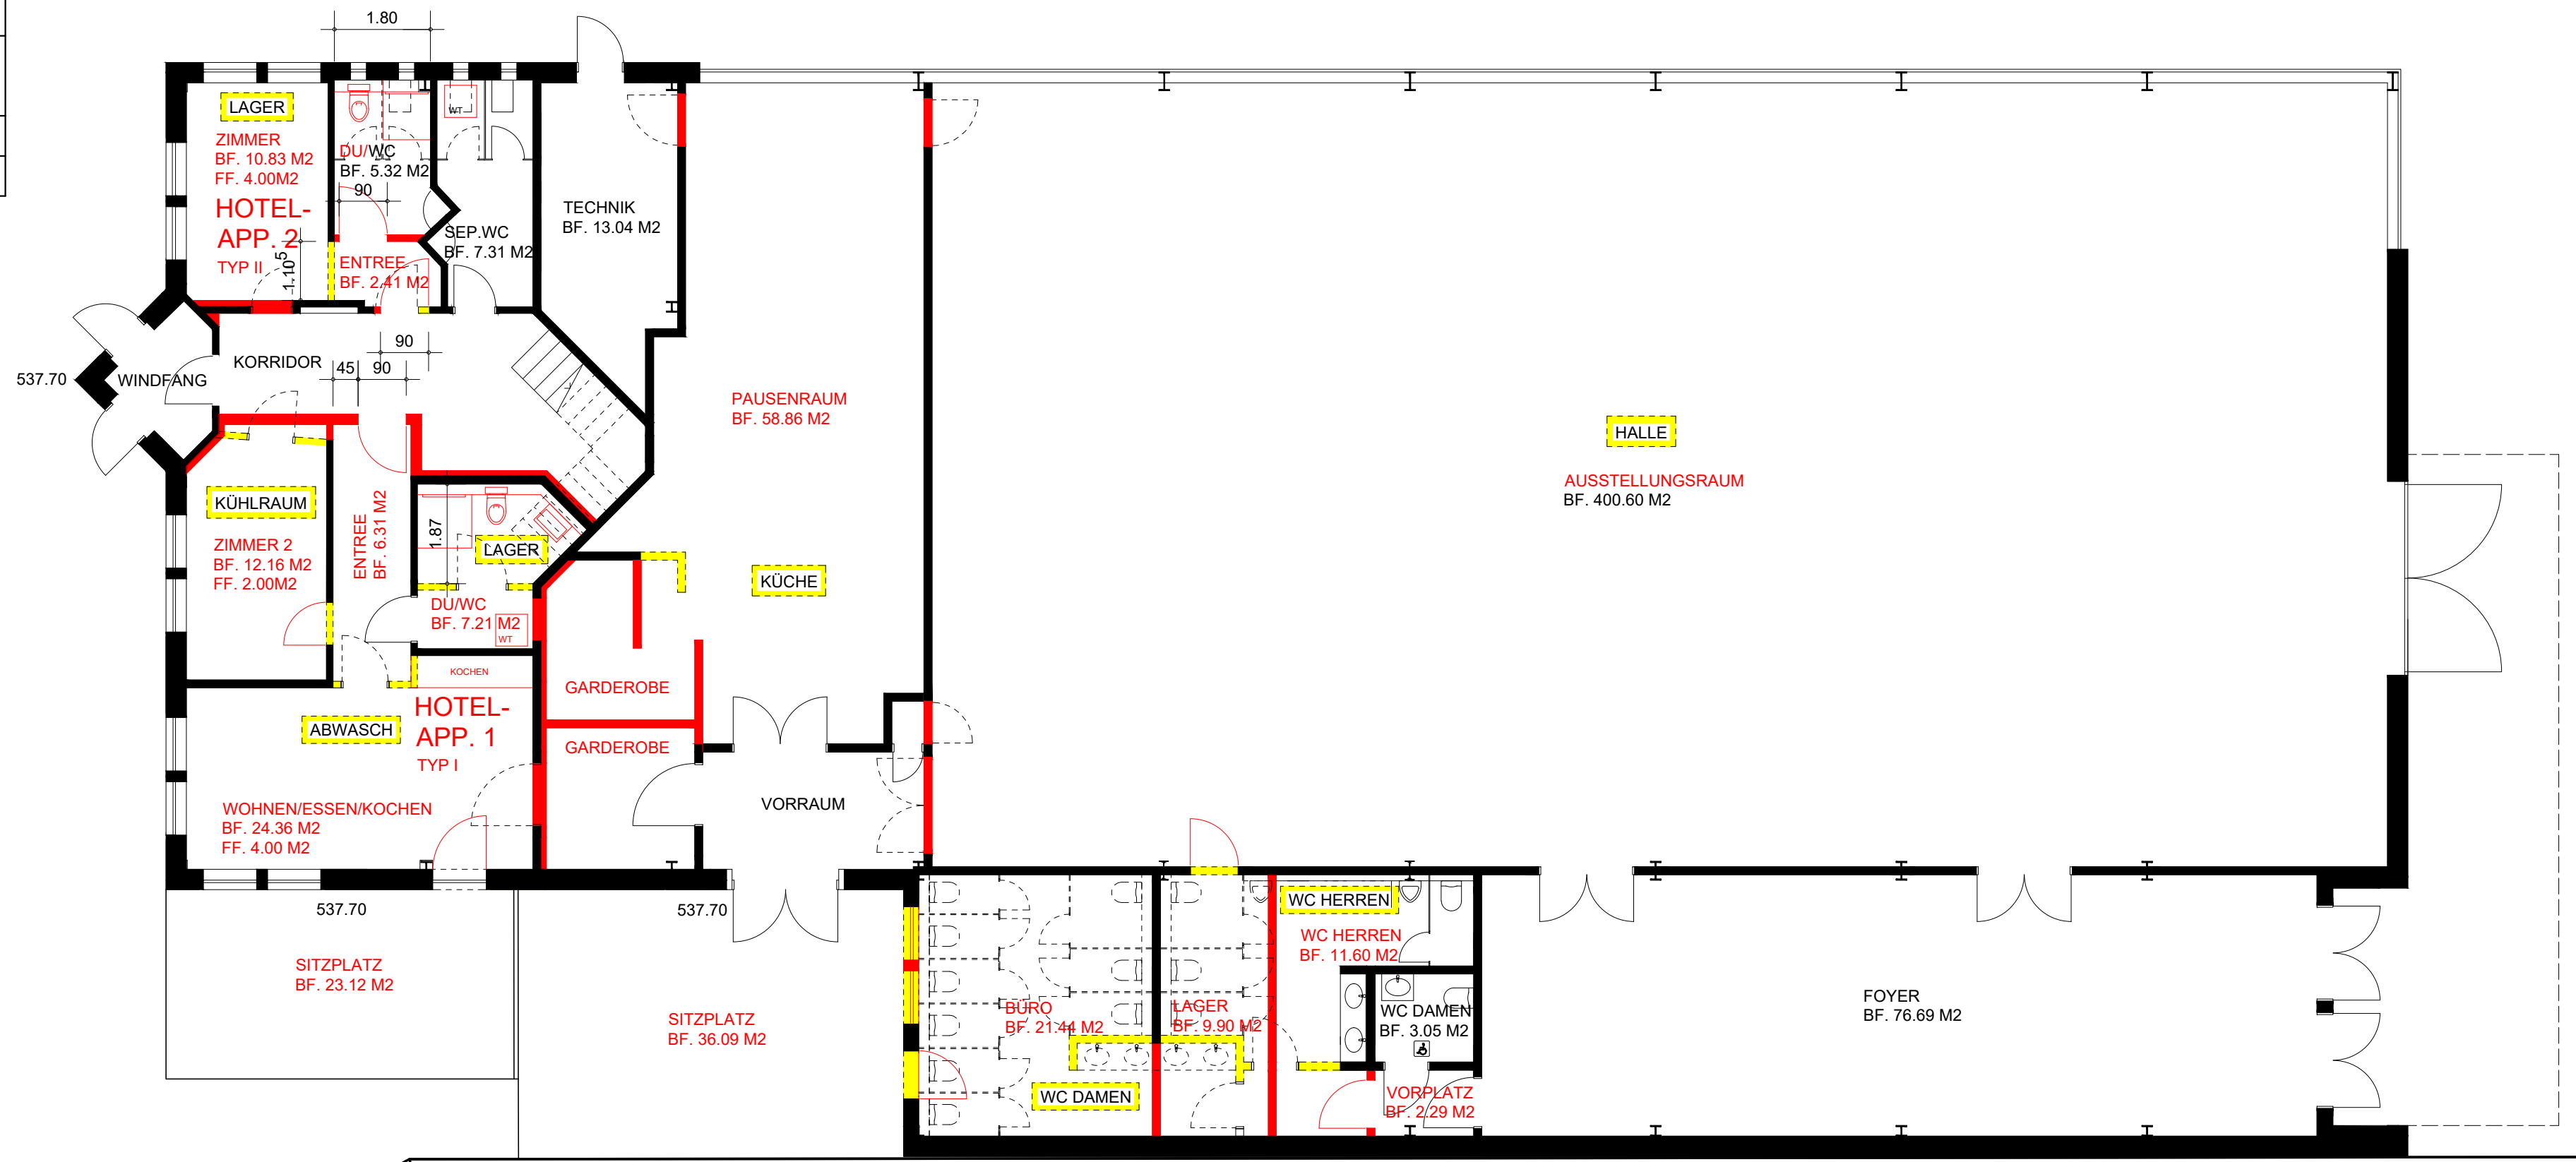 1.80
LAGER
ZIMMER
BF. 10.83 M2
FF. 4.00M2
HOTEL-
APP. 2
TYP II
DU/WC
BF. 5.32 M2
90
WT
SEP.WC
BF. 7.31 M2
ENTREE
BF. 2.41 M2
1.10⁵
TECHNIK
BF. 13.04 M2
537.70
WINDFANG
KORRIDOR
90
45
90
PAUSENRAUM
BF. 58.86 M2
HALLE
AUSSTELLUNGSRAUM
BF. 400.60 M2
KÜHLRAUM
ZIMMER 2
BF. 12.16 M2
FF. 2.00M2
ENTREE
BF. 6.31 M2
1.87
LAGER
DU/WC
BF. 7.21 M2
WT
KÜCHE
KOCHEN
HOTEL-
APP. 1
TYP I
ABWASCH
WOHNEN/ESSEN/KOCHEN
BF. 24.36 M2
FF. 4.00 M2
GARDEROBE
GARDEROBE
VORRAUM
537.70
537.70
SITZPLATZ
BF. 23.12 M2
SITZPLATZ
BF. 36.09 M2
BÜRO
BF. 21.44 M2
WC DAMEN
LAGER
BF. 9.90 M2
WC HERREN
WC HERREN
BF. 11.60 M2
WC DAMEN
BF. 3.05 M2
VORPLATZ
BF. 2.29 M2
FOYER
BF. 76.69 M2